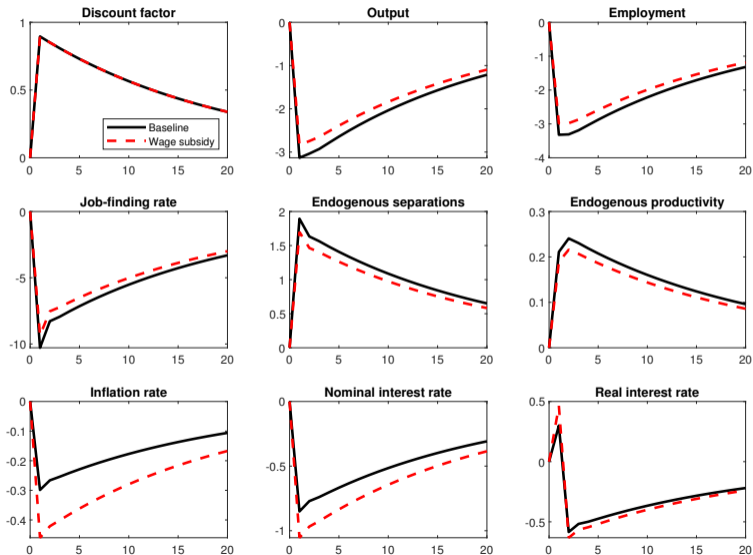 Discount factor
Output
Employment
1
0.5
0
0 5 10 15 20
Baseline
Wage subsidy
0
-1
-2
-3
0 5 10 15 20
0
-1
-2
-3
-4
0 5 10 15 20
Job-finding rate
Endogenous separations
Endogenous productivity
0
-5
-10
0 5 10 15 20
2
1.5
1
0.5
0
0 5 10 15 20
0.3
0.2
0.1
0
0 5 10 15 20
Inflation rate
Nominal interest rate
Real interest rate
0
-0.1
-0.2
-0.3
-0.4
0 5 10 15 20
0
-0.5
-1
0 5 10 15 20
0.5
0
-0.5
0 5 10 15 20